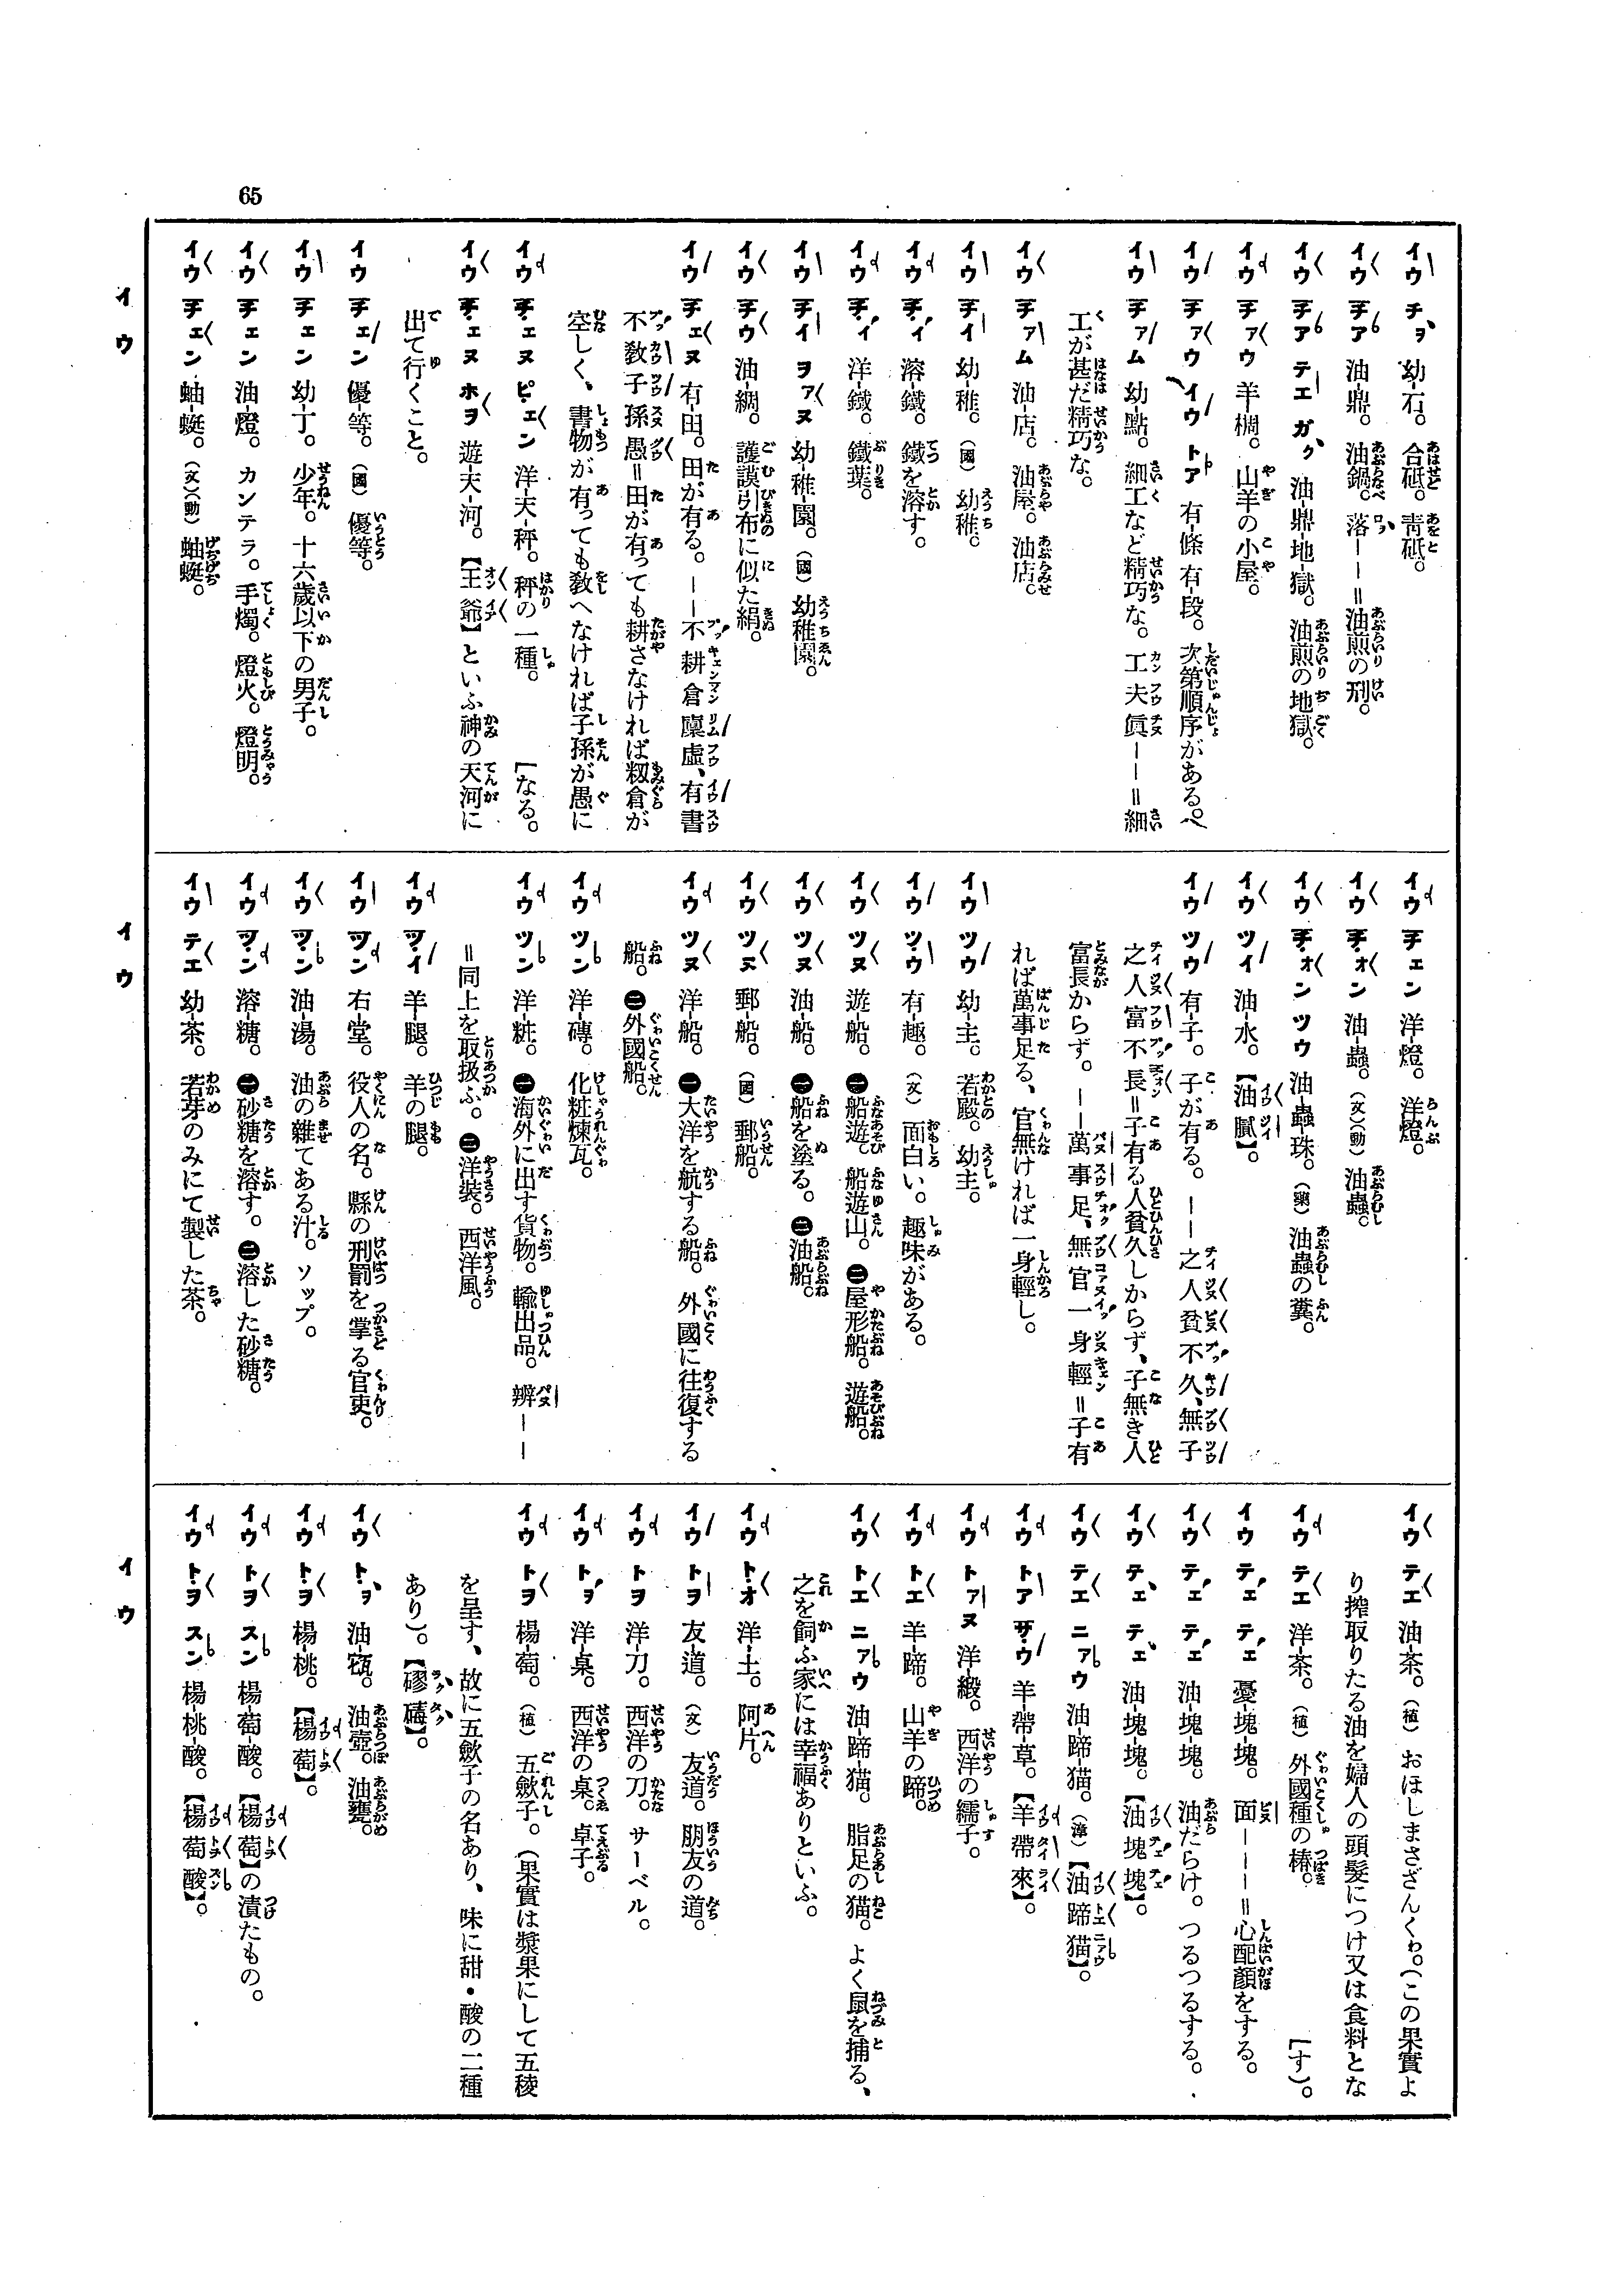 65
イウ チヲ 幼-石。 合砥。靑砥。
イウ チア 油-鼎。 油鍋。 落――=油煎の刑。
イウ チア テエ ガク 油-鼎-地-獄。 油煎の地獄。
イウ チァウ 羊-椆。 山羊の小屋。
イウ チァウ イウ トア 有-條 有-段。 次第順序がある。
イウ チァム 幼-點。 細工など精巧な。 工夫眞――=細
工が甚だ精巧な。
イウ チァム 油-店。 油屋。油店。
イウ チイ 幼-稚。(國) 幼稚。
イウ チイ 溶-鐵。 鐵を溶す。
イウ チイ 洋-鐵。 鐵葉。
イウ チイ ヲァヌ 幼-稚-園。(國) 幼稚園。
イウ チウ 油-綢。 護謨引布に似た絹。
イウ チェヌ 有-田。 田が有る。 ――不耕倉廩虛、有書
不敎子孫愚=田が有っても耕さなければ籾倉が
空しく、書物が有っても敎へなければ子孫が愚に
イウ チェヌ ピェン 洋-天-秤。 秤の一種。 [なる。
イウ チェヌ ホヲ 遊-天-河。【王爺】といふ神の天河に
出て行くこと。
イウ チェン 優-等。(國) 優等。
イウ チェン 幼-丁。 少年。十六歲以下の男子。
イウ チェン 油-燈。 カンテラ。手燭。燈火。燈明。
イウ チェン 蚰-蜒。(文)(動) 蚰蜒。
イウ チェン 洋-燈。 洋燈。
イウ チォン 油-蟲。(文)(動) 油蟲。
イウ チォン ツウ 油-蟲-珠。(藥) 油蟲の糞。
イウ ツイ 油-水。【油膩】。
イウ ツウ 有-子。 子が有る。 ――之人貧不久、無子
之人富不長=子有る人貧久しからず、子無き人
富長からず。 ――萬事足、無官一身輕=子有
れば萬事足る、官無ければ一身輕し。
イウ ツウ 幼-主。 若殿。幼主。
イウ ツウ 有-趣。(文) 面白い。趣味がある。
イウ ツヌ 遊-船。 ㊀船遊。船遊山。㊁屋形船。遊船。
イウ ツヌ 油-船。 ㊀船を塗る。㊁油船。
イウ ツヌ 郵-船。(國) 郵船。
イウ ツヌ 洋-船。 ㊀大洋を航する船。外國に往復する
船。㊁外國船。
イウ ツン 洋-磚。 化粧煉瓦。
イウ ツン 洋-粧。 ㊀海外に出す貨物。輸出品。 辨――
=同上を取扱ふ。㊁洋裝。西洋風。
イウ ツイ 羊-腿。 羊の腿。
イウ ツン 右-堂。 役人の名。縣の刑罰を掌る官吏。
イウ ツン 油-湯。 油の雜てある汁。ソップ。
イウ ツン 溶-糖。 ㊀砂糖を溶す。㊁溶した砂糖。
イウ テエ 幼-茶。 若芽のみにて製した茶。
イウ テエ 油-茶。(植) おほしまさざんくゎ。(この果實よ
り搾取りたる油を婦人の頭髮につけ又は食料とな
イウ テエ 洋-茶。(植) 外國種の椿。 [す)。
イウ テェ テェ 憂-塊-塊。 面―――=心配顏をする。
イウ テェ テェ 油-塊-塊。 油だらけ。つるつるする。
イウ テェ テェ 油-塊-塊。【油塊塊】。
イウ テエ ニァウ 油-蹄-猫。(漳)【油蹄猫】。
イウ トア ザウ 羊-帶-草。【羊帶來】。
イウ トァヌ 洋-緞。 西洋の繻子。
イウ トエ 羊-蹄。 山羊の蹄。
イウ トエ ニァウ 油-蹄-猫。 脂足の猫。よく鼠を捕る、
之を飼ふ家には幸福ありといふ。
イウ トオ 洋-土。 阿片。
イウ トヲ 友-道。(文) 友道。朋友の道。
イウ トヲ 洋-刀。 西洋の刀。サーベル。
イウ トヲ 洋-桌。 西洋の桌。卓子。
イウ トヲ 楊-萄。(植) 五歛子。(果實は漿果にして五稜
を呈す、故に五歛子の名あり、味に甜・酸の二種
あり)。【磟碡】。
イウ トヲ 油-瓶。 油壺。油甕。
イウ トヲ 楊-桃。【楊萄】。
イウ トヲ スン 楊-萄-酸。【楊萄】の漬たもの。
イウ トヲ スン 楊-桃-酸。【楊萄酸】。
イウ
イウ
イウ